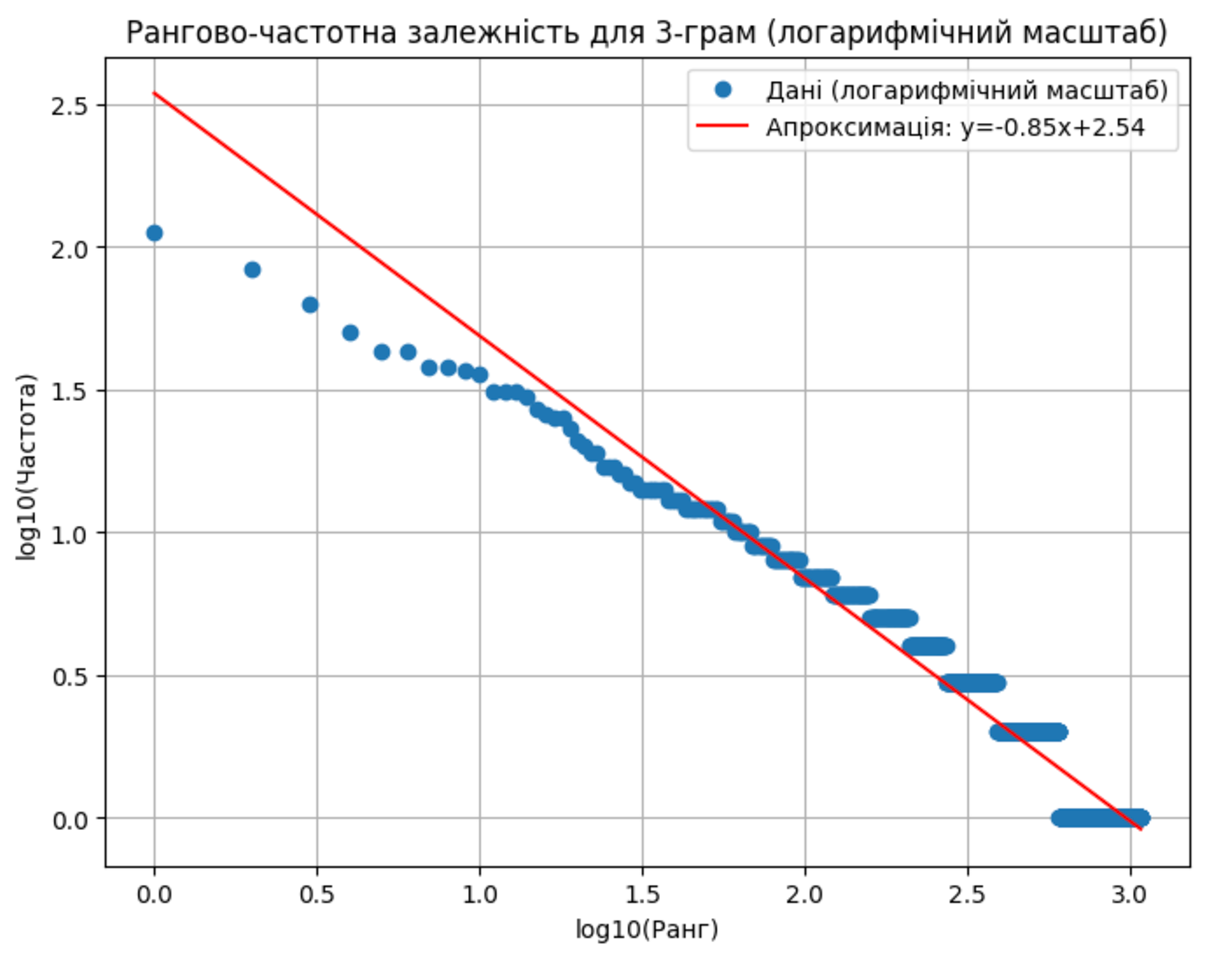 Рангово-частотна залежність для 3-грам (логарифмічний масштаб)
Дані (логарифмічний масштаб)
Апроксимація: y=-0.85x+2.54
log10(Частота)
2.5
2.0
1.5
1.0
0.5
0.0
0.0 0.5 1.0 1.5 2.0 2.5 3.0
log10(Ранг)